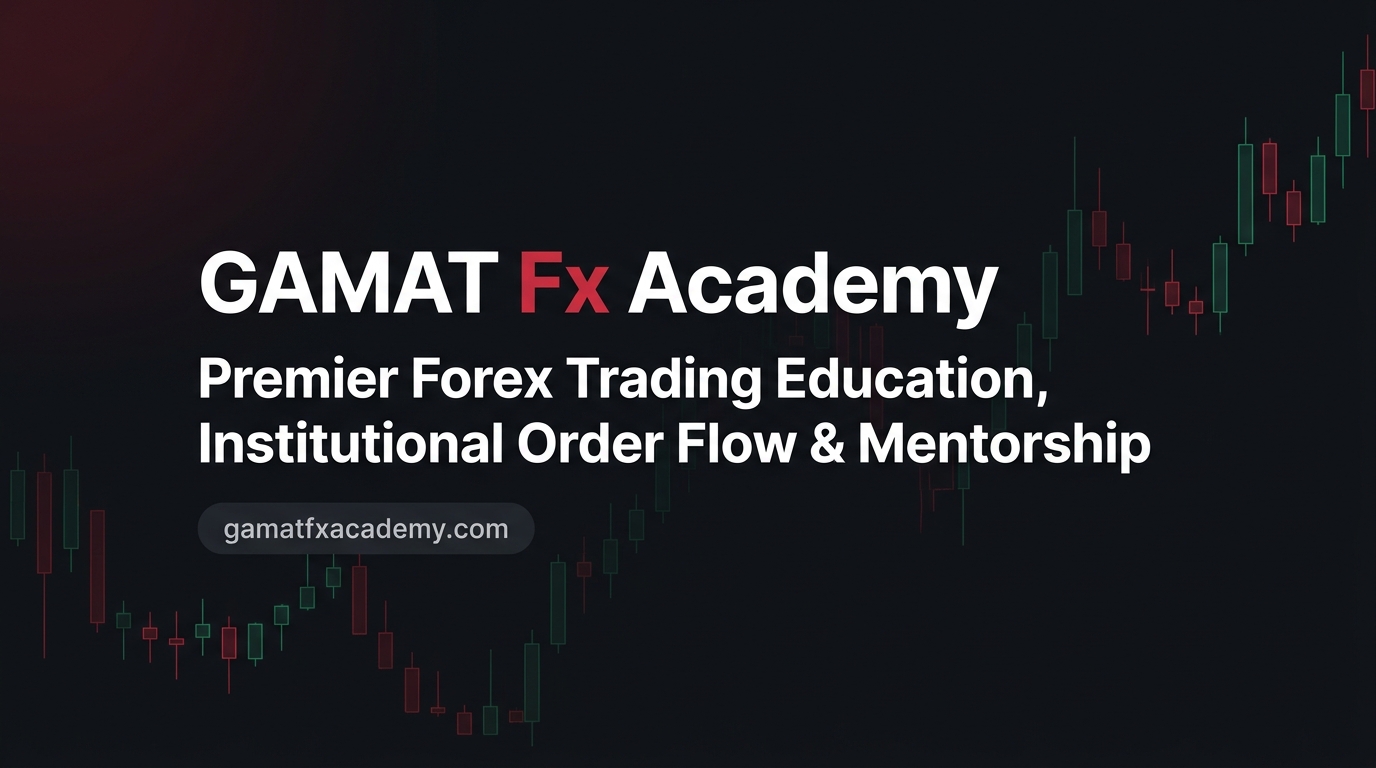 GAMAT Fx Academy
Premier Forex Trading Education,
Institutional Order Flow & Mentorship
gamatfxacademy.com